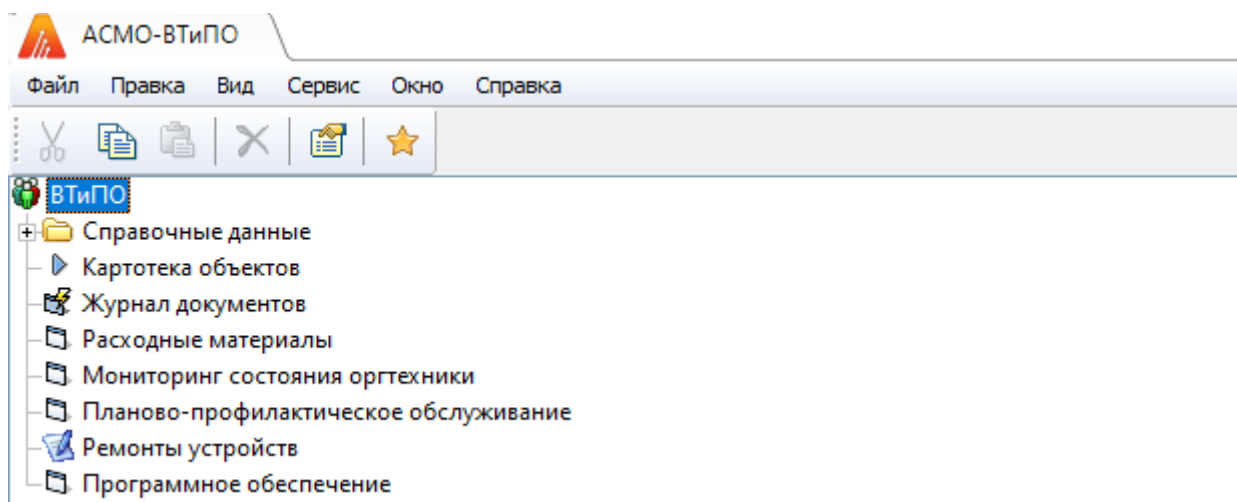 АСМО-ВТиПО
Файл Правка Вид Сервис Окно Справка
ВТиПО
Справочные данные
Картотека объектов
Журнал документов
Расходные материалы
Мониторинг состояния оргтехники
Планово-профилактическое обслуживание
Ремонты устройств
Программное обеспечение